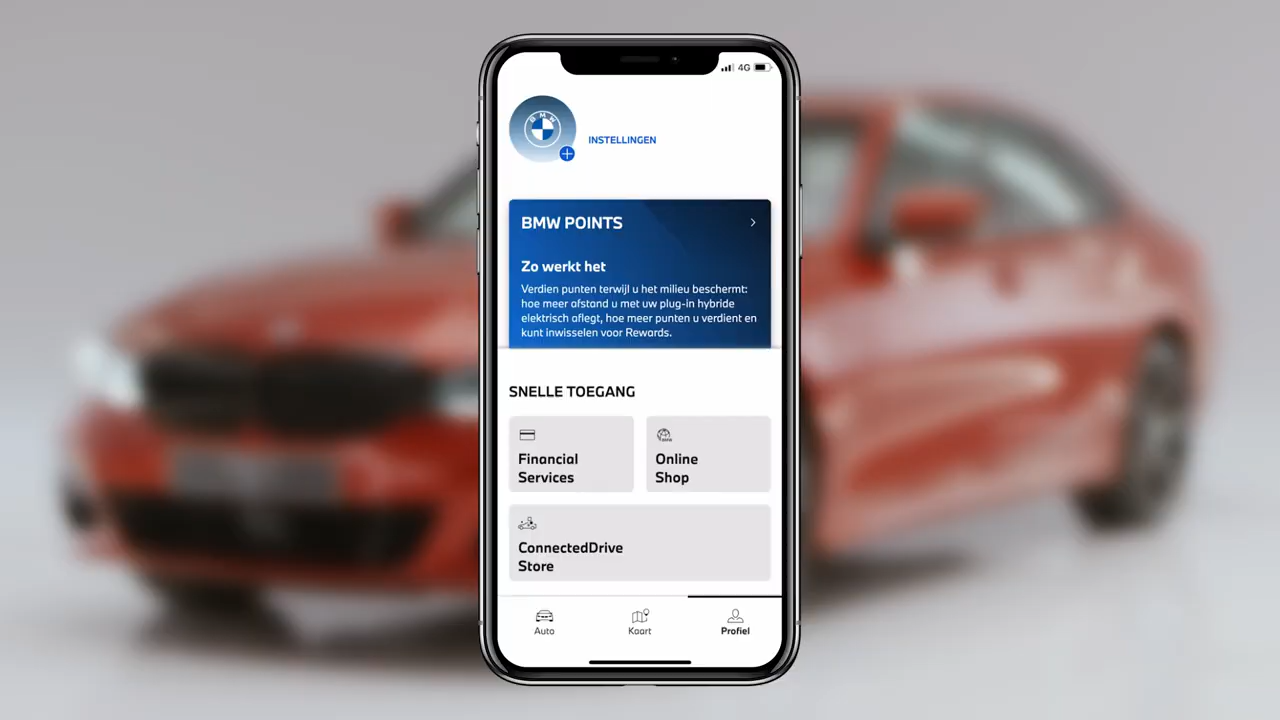 4G
BMW
INSTELLINGEN
BMW POINTS
Zo werkt het
Verdien punten terwijl u het milieu beschermt:
hoe meer afstand u met uw plug-in hybride
elektrisch aflegt, hoe meer punten u verdient en
kunt inwisselen voor Rewards.
SNELLE TOEGANG
Financial
Services
Online
Shop
ConnectedDrive
Store
Auto
Kaart
Profiel